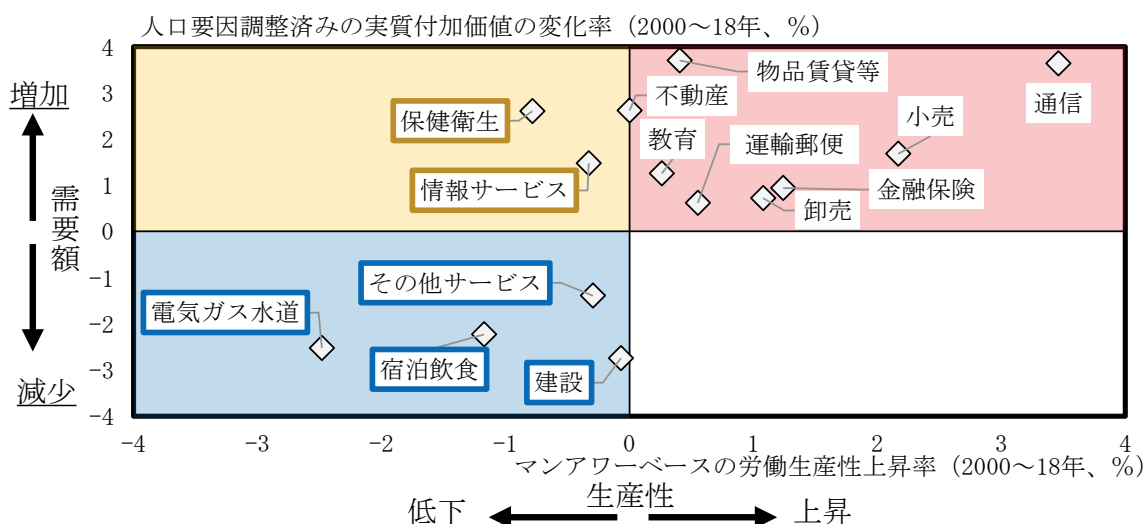 人口要因調整済みの実質付加価値の変化率（2000～18年、％）
4
3
2
1
0
−1
−2
−3
−4
増加
需要額
減少
物品賃貸等
通信
不動産
保健衛生
小売
教育
運輸郵便
情報サービス
金融保険
卸売
その他サービス
電気ガス水道
宿泊飲食
建設
−4
−3
−2
−1
0
1
2
3
4
マンアワーベースの労働生産性上昇率（2000～18年、％）
低下
生産性
上昇